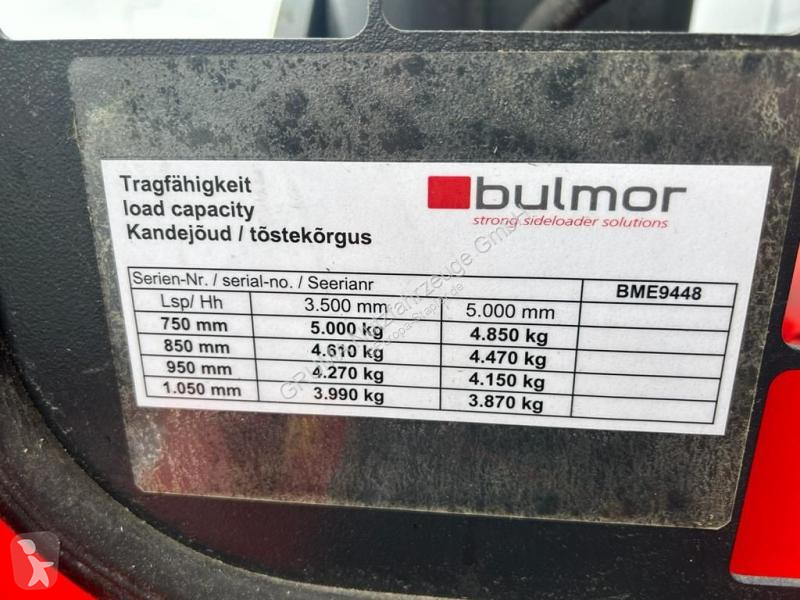 Tragfähigkeit
load capacity
Kandejõud / tõstekõrgus
bulmor
strong sideloader solutions
Serien-Nr. / serial-no. / Seerianr BME9448
Lsp/ Hh 3.500 mm 5.000 mm
750 mm 5.000 kg 4.850 kg
850 mm 4.610 kg 4.470 kg
950 mm 4.270 kg 4.150 kg
1.050 mm 3.990 kg 3.870 kg